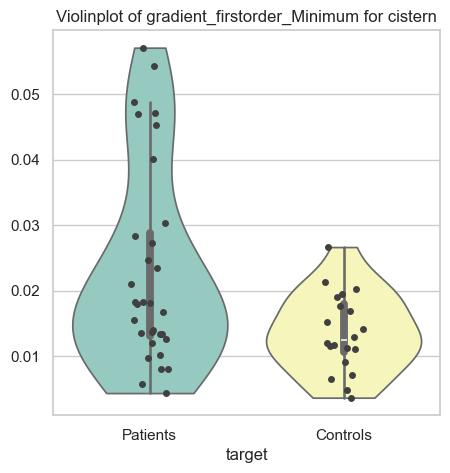 Violinplot of gradient_firstorder_Minimum for cistern
0.05
0.04
0.03
0.02
0.01
Patients
Controls
target